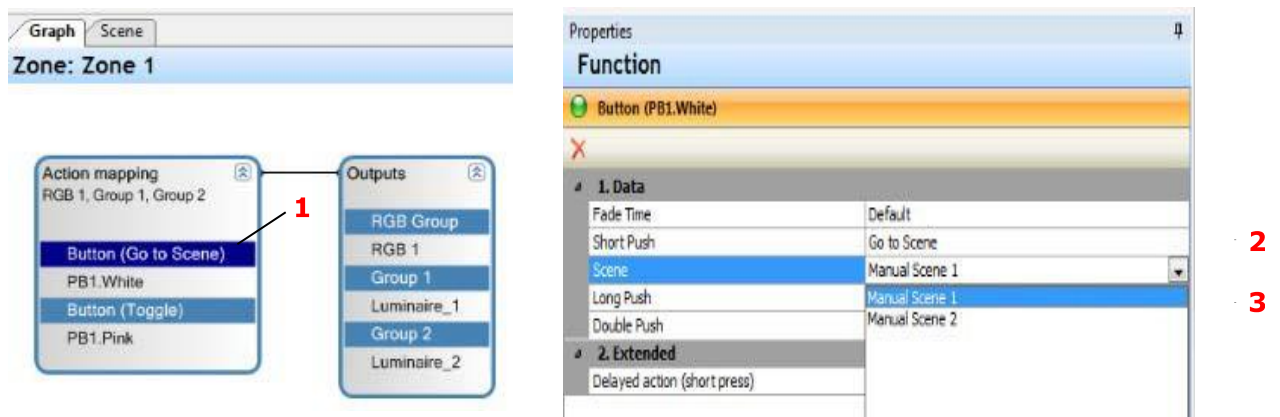 Graph Scene
Zone: Zone 1
Action mapping
RGB 1, Group 1, Group 2
Button (Go to Scene)
PB1.White
Button (Toggle)
PB1.Pink
1
Outputs
RGB Group
RGB 1
Group 1
Luminaire_1
Group 2
Luminaire_2
Properties
Function
Button (PB1.White)
1. Data
Fade Time Default
Short Push Go to Scene 2
Scene Manual Scene 1
Long Push Manual Scene 1 3
Double Push Manual Scene 2
2. Extended
Delayed action (short press)